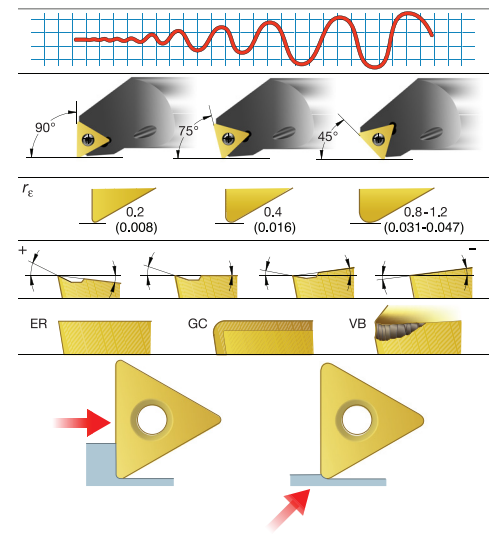 90°
75°
45°
rε
0.2
(0.008)
0.4
(0.016)
0.8-1.2
(0.031-0.047)
+
-
ER
GC
VB